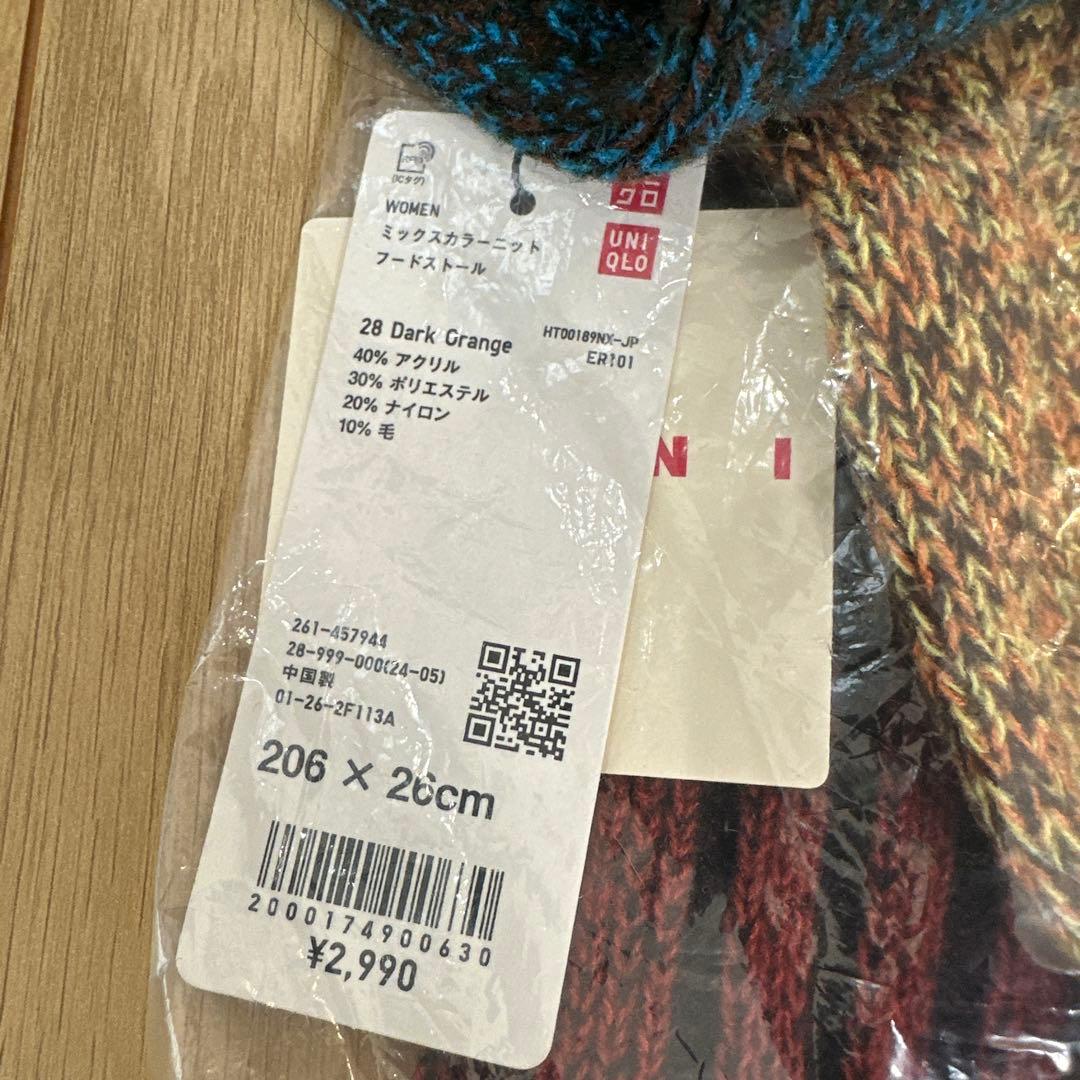 (ICタグ)
WOMEN
ミックスカラーニット
フードストール
クロ
UNI
QLO
28 Dark Orange
HT00189NX-JP
ER101
40% アクリル
30% ポリエステル
20% ナイロン
10% 毛
N I
261-457944
28-999-000(24-05)
中国製
01-26-2F113A
206 × 26cm
2000174900630
¥2,990